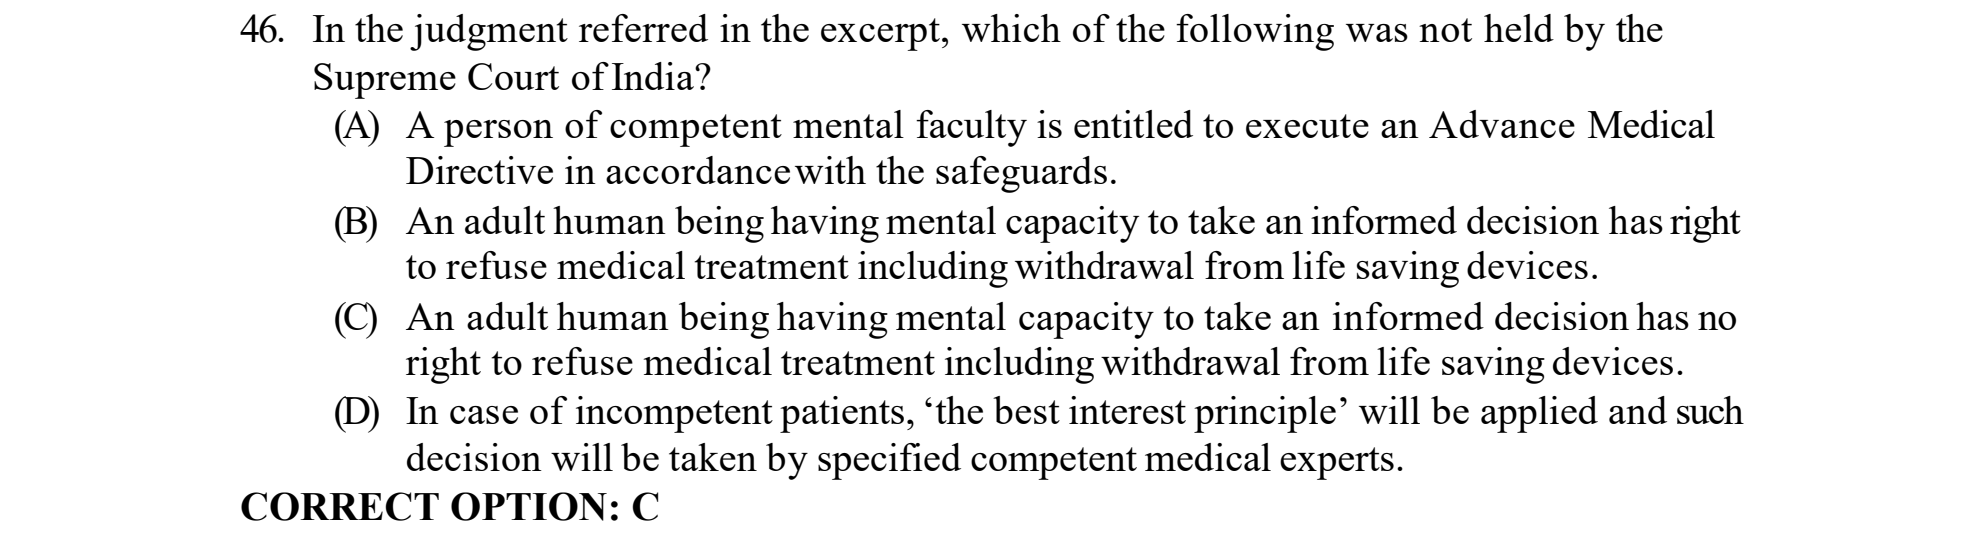 46. In the judgment referred in the excerpt, which of the following was not held by the
Supreme Court of India?
(A) A person of competent mental faculty is entitled to execute an Advance Medical
Directive in accordance with the safeguards.
(B) An adult human being having mental capacity to take an informed decision has right
to refuse medical treatment including withdrawal from life saving devices.
(C) An adult human being having mental capacity to take an informed decision has no
right to refuse medical treatment including withdrawal from life saving devices.
(D) In case of incompetent patients, ‘the best interest principle’ will be applied and such
decision will be taken by specified competent medical experts.
CORRECT OPTION: C